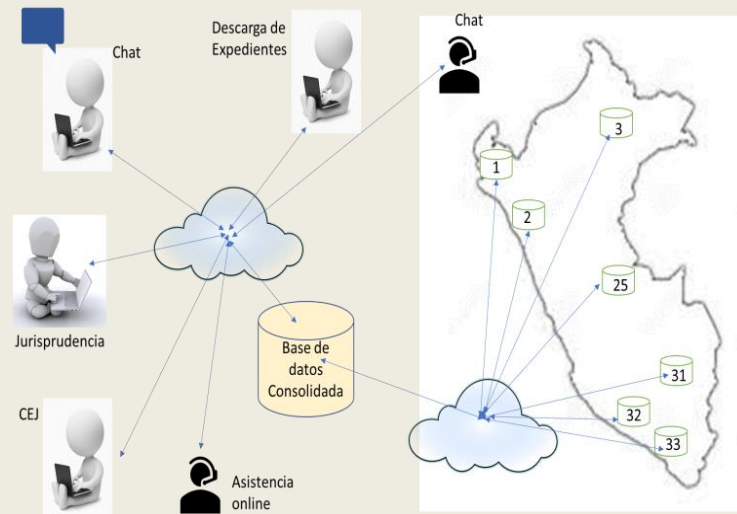 Chat
Descarga de
Expedientes
Chat
3
1
2
25
Jurisprudencia
Base de
datos
Consolidada
31
CEJ
32
33
Asistencia
online